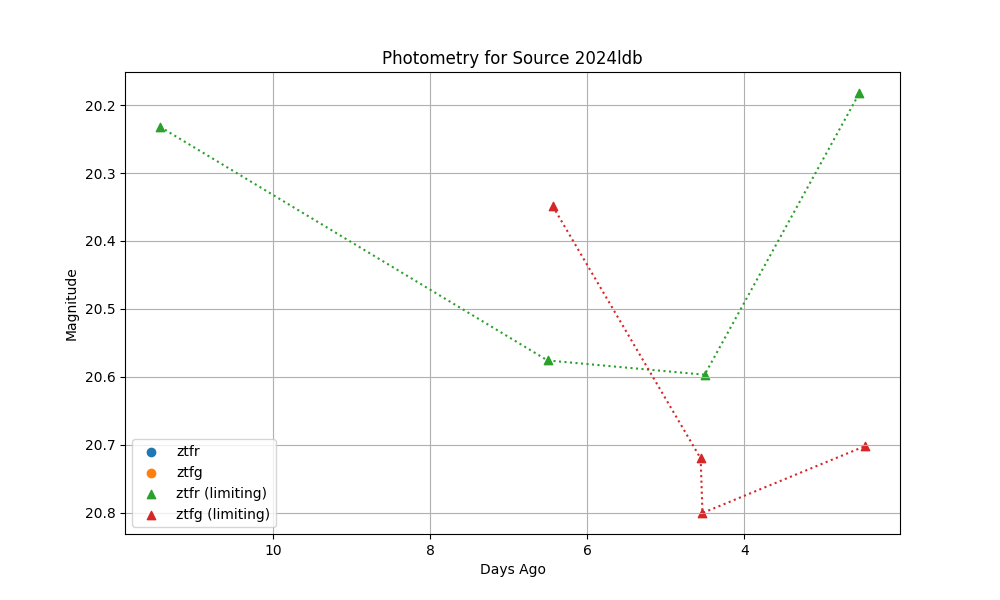 Photometry for Source 2024ldb
20.2
20.3
20.4
20.5
20.6
20.7
20.8
Magnitude
ztfr
ztfg
ztfr (limiting)
ztfg (limiting)
10 8 6 4
Days Ago